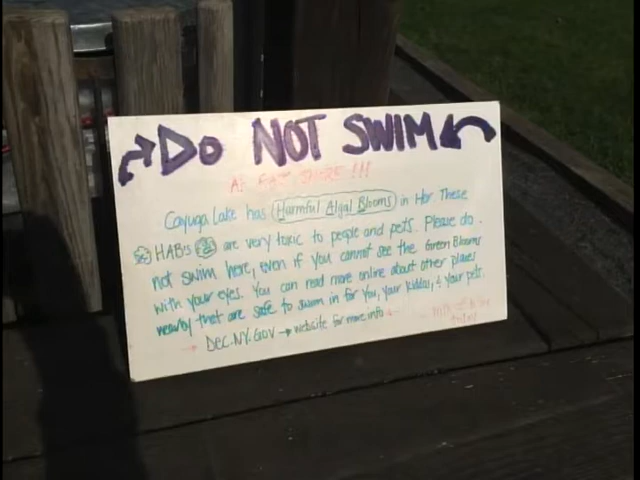 DO NOT SWIM
AT EAST SHORE!!!
Cayuga Lake has Harmful Algal Blooms in Her. These
HAB's are very toxic to people and pets. Please do
not swim here, even if you cannot see the Green Blooms
with your eyes. You can read more online about other places
nearby that are safe to swim in for you, your kiddos, & your pets.
DEC.NY.GOV → website for more info